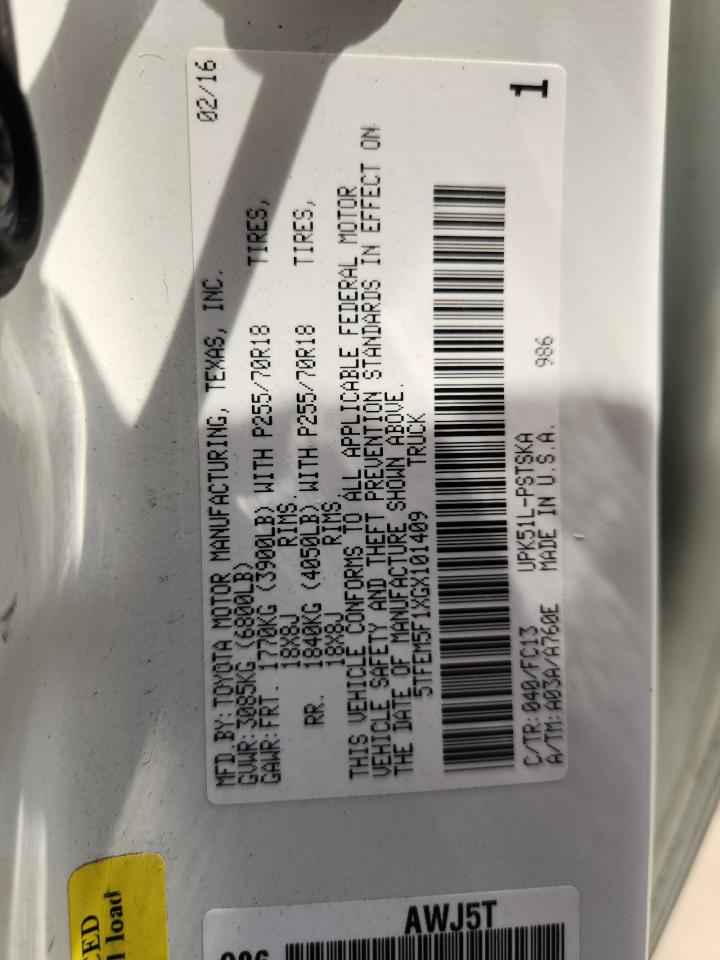 02/16
MFD.BY:TOYOTA MOTOR MANUFACTURING, TEXAS, INC.
GVWR:3085KG (6800LB)
GAWR:FRT. 1770KG (3900LB) WITH P255/70R18 TIRES,
18X8J RIMS.
RR. 1840KG (4050LB) WITH P255/70R18 TIRES,
18X8J RIMS,
THIS VEHICLE CONFORMS TO ALL APPLICABLE FEDERAL MOTOR
VEHICLE SAFETY AND THEFT PREVENTION STANDARDS IN EFFECT ON
THE DATE OF MANUFACTURE SHOWN ABOVE.
5TFEM5F1XGX101409 TRUCK
1
C/TR:040/FC13 UPK51L-PSTSKA 986
A/TM:A03A/A760E MADE IN U.S.A.
load
AWJ5T
986